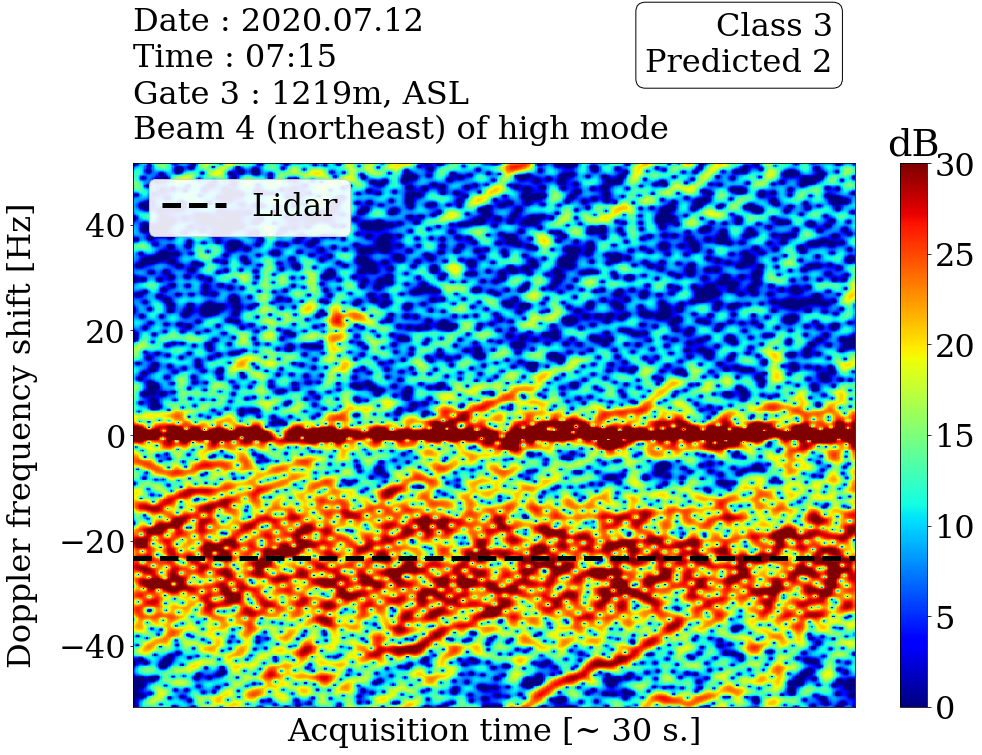 Date : 2020.07.12
Time : 07:15
Gate 3 : 1219m, ASL
Beam 4 (northeast) of high mode
Class 3
Predicted 2
dB
Lidar
Doppler frequency shift [Hz]
40
20
0
−20
−40
Acquisition time [~ 30 s.]
30
25
20
15
10
5
0